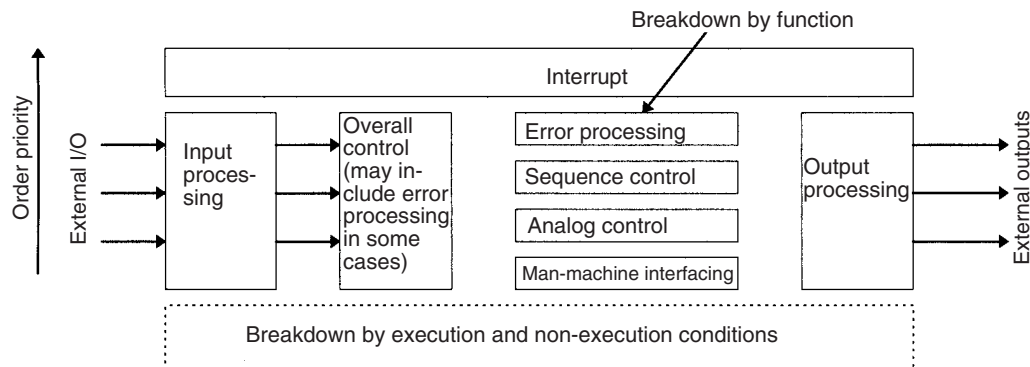 Breakdown by function
Interrupt
Order priority
External I/O
Input
proces-
sing
Overall
control
(may in-
clude error
processing
in some
cases)
Error processing
Sequence control
Analog control
Man-machine interfacing
Output
processing
External outputs
Breakdown by execution and non-execution conditions